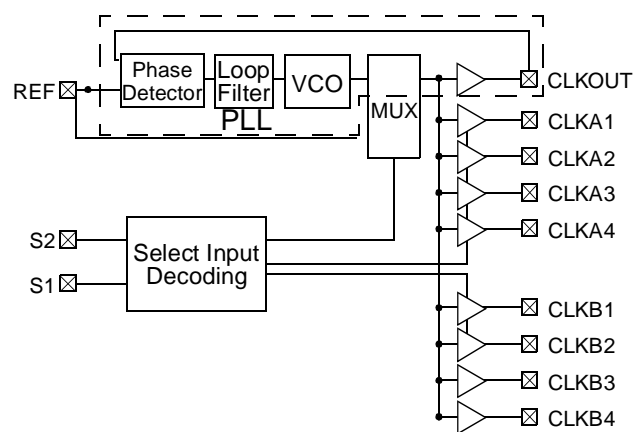 Phase
Detector
Loop
Filter
VCO
MUX
PLL
REF
CLKOUT
CLKA1
CLKA2
CLKA3
CLKA4
S2
S1
Select Input
Decoding
CLKB1
CLKB2
CLKB3
CLKB4